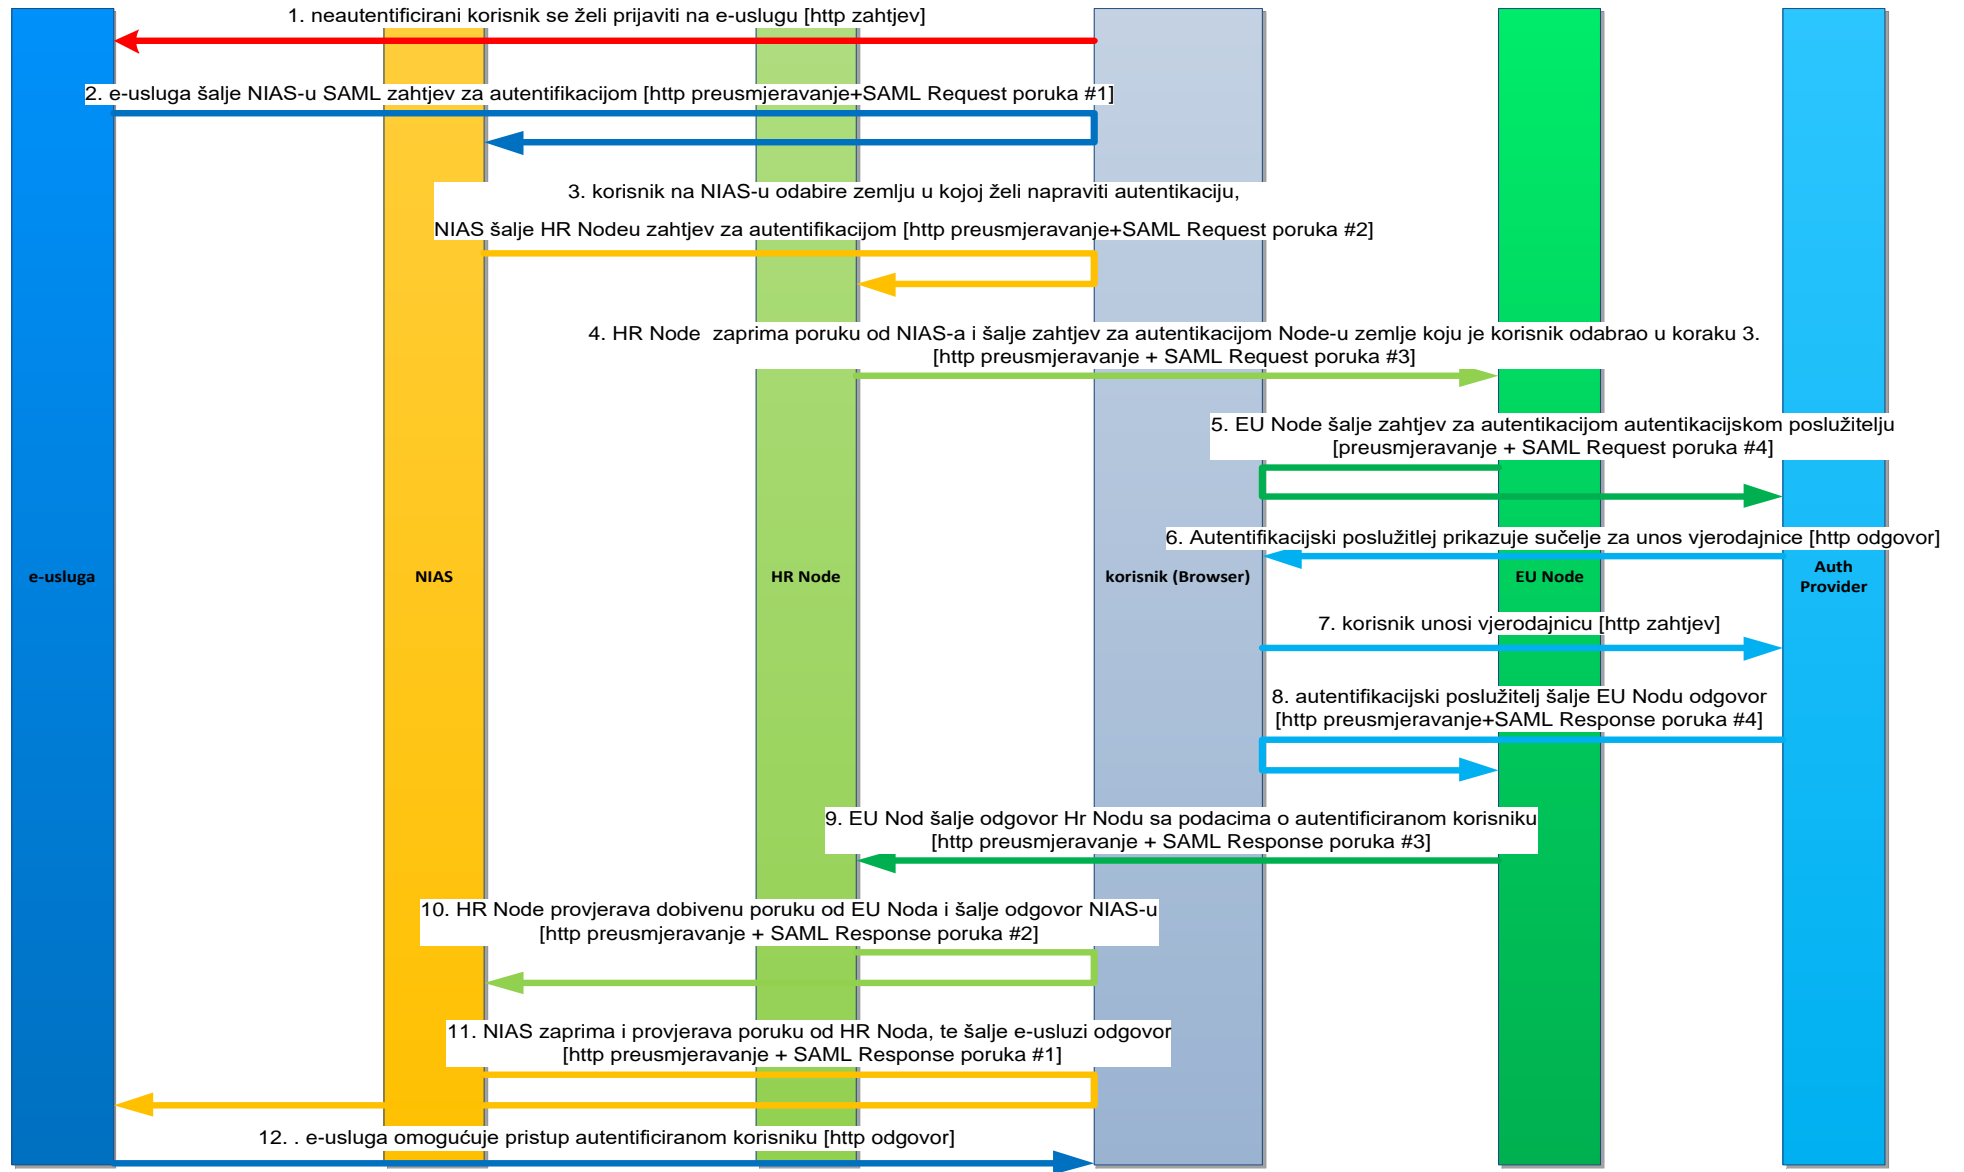 1. neautentificirani korisnik se želi prijaviti na e-uslugu [http zahtjev]
2. e-usluga šalje NIAS-u SAML zahtjev za autentifikacijom [http preusmjeravanje+SAML Request poruka #1]
3. korisnik na NIAS-u odabire zemlju u kojoj želi napraviti autentikaciju,
NIAS šalje HR Nodeu zahtjev za autentifikacijom [http preusmjeravanje+SAML Request poruka #2]
4. HR Node  zaprima poruku od NIAS-a i šalje zahtjev za autentikacijom Node-u zemlje koju je korisnik odabrao u koraku 3.
[http preusmjeravanje + SAML Request poruka #3]
5. EU Node šalje zahtjev za autentikacijom autentikacijskom poslužitelju
[preusmjeravanje + SAML Request poruka #4]
6. Autentifikacijski poslužitlej prikazuje sučelje za unos vjerodajnice [http odgovor]
e-usluga
NIAS
HR Node
korisnik (Browser)
EU Node
Auth
Provider
7. korisnik unosi vjerodajnicu [http zahtjev]
8. autentifikacijski poslužitelj šalje EU Nodu odgovor
[http preusmjeravanje+SAML Response poruka #4]
9. EU Nod šalje odgovor Hr Nodu sa podacima o autentificiranom korisniku
[http preusmjeravanje + SAML Response poruka #3]
10. HR Node provjerava dobivenu poruku od EU Noda i šalje odgovor NIAS-u
[http preusmjeravanje + SAML Response poruka #2]
11. NIAS zaprima i provjerava poruku od HR Noda, te šalje e-usluzi odgovor
[http preusmjeravanje + SAML Response poruka #1]
12. . e-usluga omogućuje pristup autentificiranom korisniku [http odgovor]